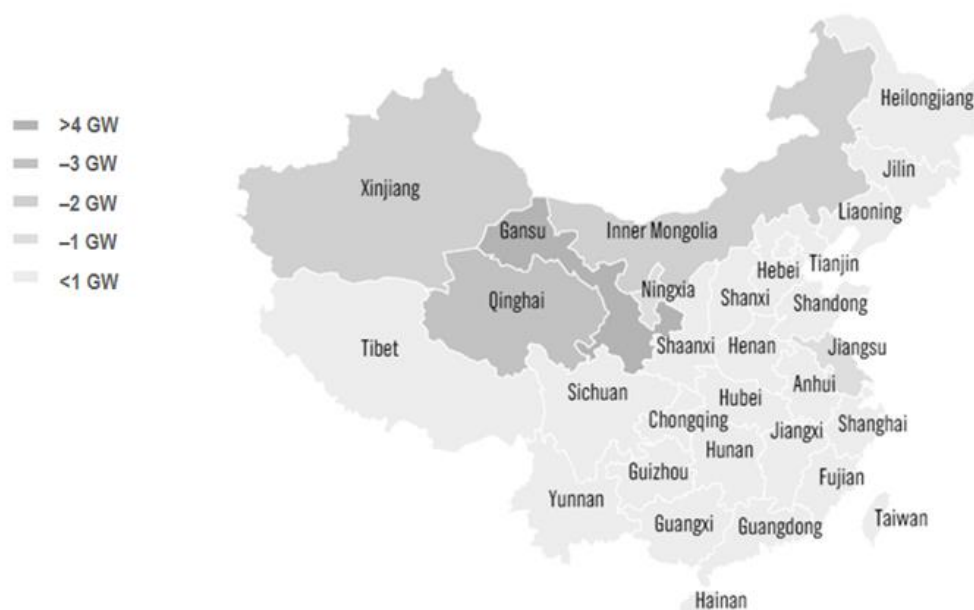 >4 GW
–3 GW
–2 GW
–1 GW
<1 GW
Heilongjiang
Jilin
Liaoning
Xinjiang
Gansu
Inner Mongolia
Hebei
Tianjin
Ningxia
Shanxi
Shandong
Qinghai
Tibet
Shaanxi
Henan
Jiangsu
Sichuan
Hubei
Anhui
Chongqing
Jiangxi
Shanghai
Hunan
Guizhou
Fujian
Yunnan
Guangxi
Guangdong
Taiwan
Hainan